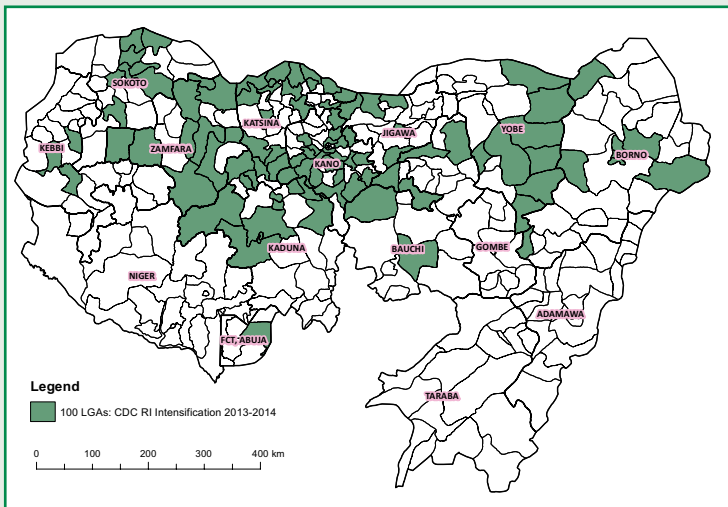 SOKOTO
KATSINA
YOBE
JIGAWA
KEBBI
ZAMFARA
BORNO
KANO
KADUNA
BAUCHI
GOMBE
NIGER
ADAMAWA
FCT, ABUJA
TARABA
Legend
100 LGAs: CDC RI Intensification 2013-2014
0 100 200 300 400 km